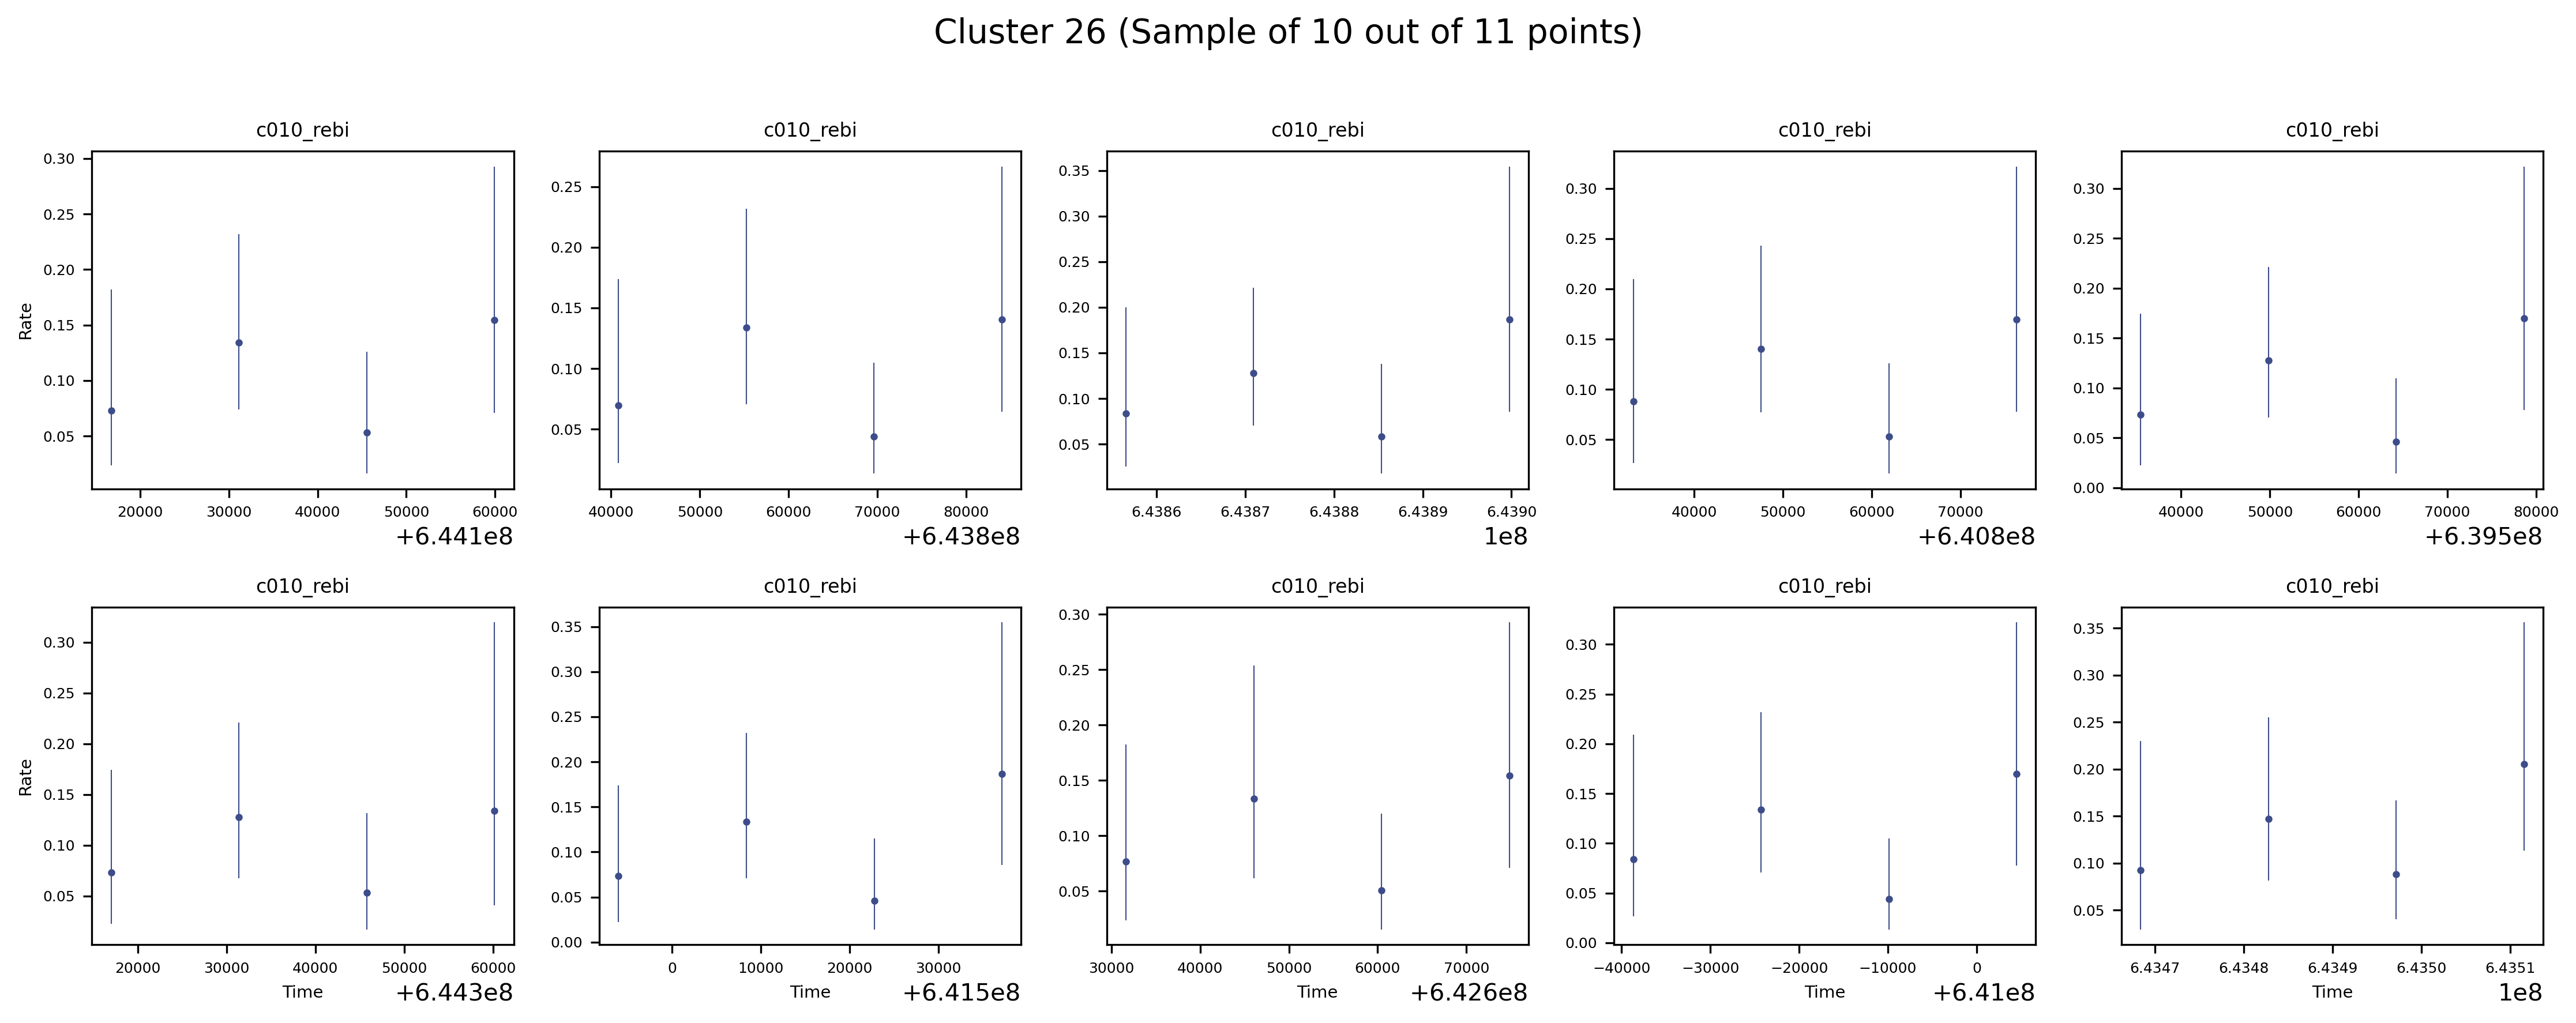 Cluster 26 (Sample of 10 out of 11 points)
c010_rebi c010_rebi c010_rebi c010_rebi c010_rebi
0.30 0.25 0.20 0.15 0.10 0.05
Rate
20000 30000 40000 50000 60000
+6.441e8
0.25 0.20 0.15 0.10 0.05
40000 50000 60000 70000 80000
+6.438e8
0.35 0.30 0.25 0.20 0.15 0.10 0.05
6.4386 6.4387 6.4388 6.4389 6.4390
1e8
0.30 0.25 0.20 0.15 0.10 0.05
40000 50000 60000 70000
+6.408e8
0.30 0.25 0.20 0.15 0.10 0.05 0.00
40000 50000 60000 70000 80000
+6.395e8
c010_rebi c010_rebi c010_rebi c010_rebi c010_rebi
0.30 0.25 0.20 0.15 0.10 0.05
Rate
20000 30000 40000 50000 60000
Time +6.443e8
0.35 0.30 0.25 0.20 0.15 0.10 0.05 0.00
0 10000 20000 30000
Time +6.415e8
0.30 0.25 0.20 0.15 0.10 0.05
30000 40000 50000 60000 70000
Time +6.426e8
0.30 0.25 0.20 0.15 0.10 0.05 0.00
−40000 −30000 −20000 −10000 0
Time +6.41e8
0.35 0.30 0.25 0.20 0.15 0.10 0.05
6.4347 6.4348 6.4349 6.4350 6.4351
Time 1e8